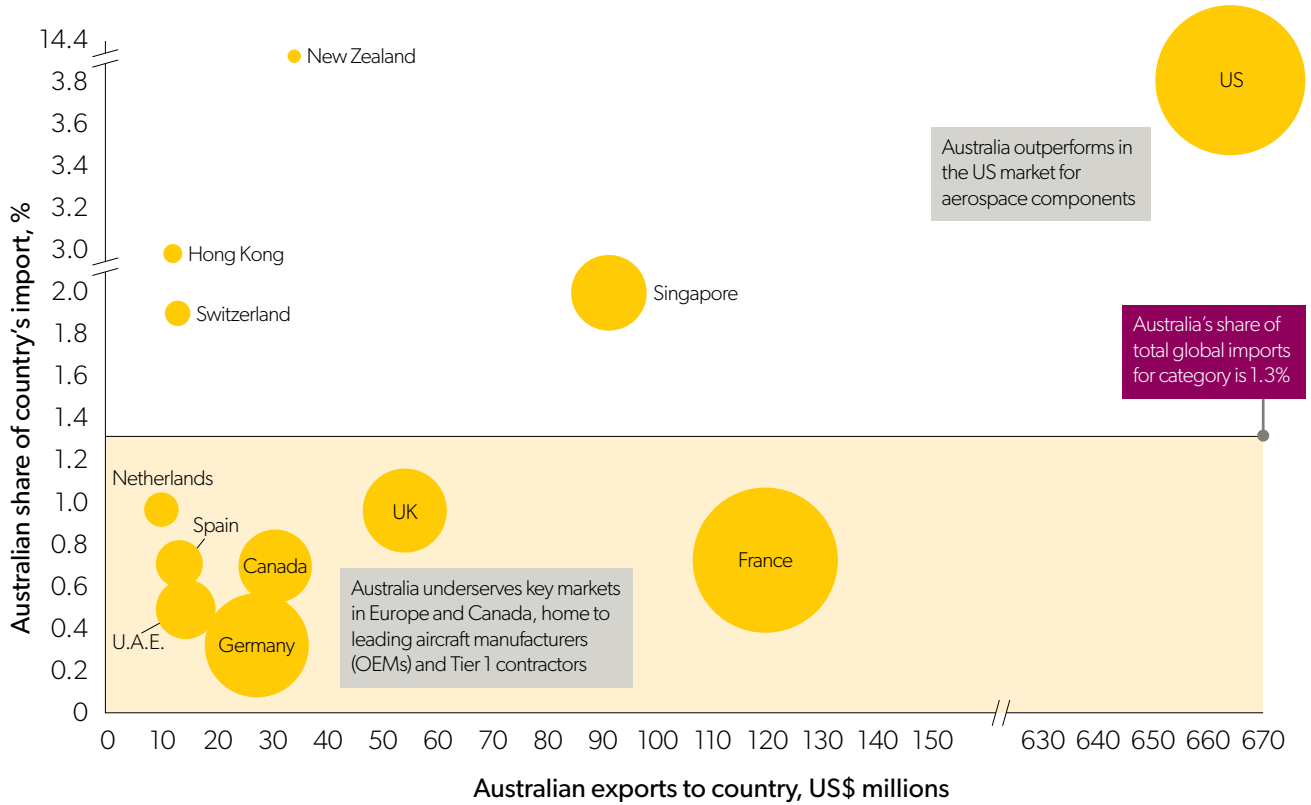 Australian share of country's import, %
14.4
3.8
3.6
3.4
3.2
3.0
2.0
1.8
1.6
1.4
1.2
1.0
0.8
0.6
0.4
0.2
0
New Zealand
US
Australia outperforms in
the US market for
aerospace components
Hong Kong
Switzerland
Singapore
Australia's share of
total global imports
for category is 1.3%
Netherlands
Spain
Canada
U.A.E.
Germany
UK
France
Australia underserves key markets
in Europe and Canada, home to
leading aircraft manufacturers
(OEMs) and Tier 1 contractors
0 10 20 30 40 50 60 70 80 90 100 110 120 130 140 150 630 640 650 660 670
Australian exports to country, US$ millions